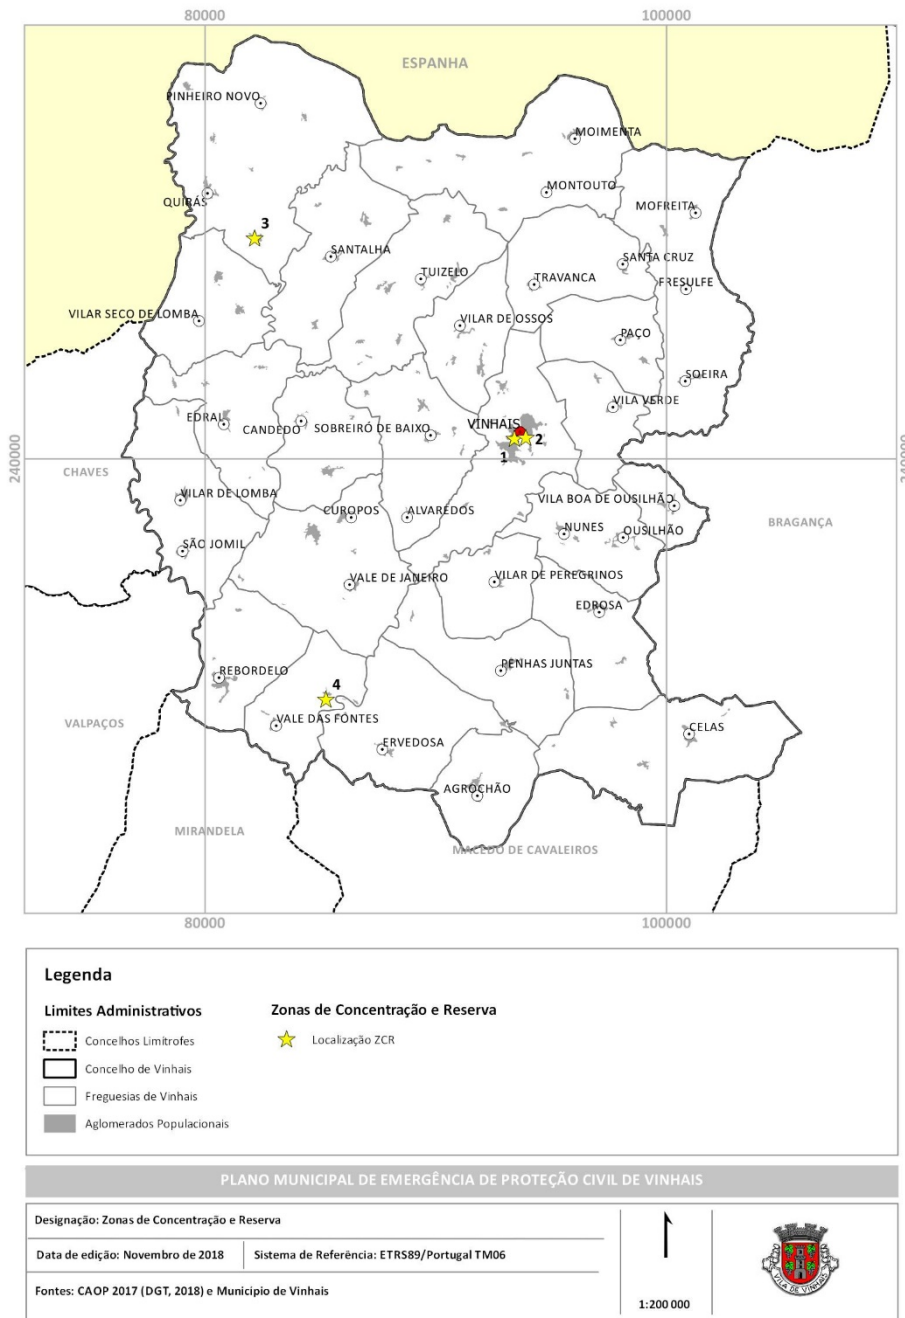 80000 100000
ESPANHA
PINHEIRO NOVO
MOIMENTA
MONTOUTO
QUIRÁS
MOFREITA
3
SANTALHA
SANTA CRUZ
TUIZELO
TRAVANCA
FRESULFE
VILAR SECO DE LOMBA
VILAR DE OSSOS
PAÇO
SOEIRA
VILA VERDE
EDRAL
CANDEDO
SOBREIRÓ DE BAIXO
VINHAIS
2
1
240000
240000
CHAVES
VILAR DE LOMBA
VILA BOA DE OUSILHÃO
CUROPOS
ALVAREDOS
BRAGANÇA
NUNES
OUSILHÃO
SÃO JOMIL
VALE DE JANEIRO
VILAR DE PEREGRINOS
EDROSA
REBORDELO
PENHAS JUNTAS
4
VALPAÇOS
VALE DAS FONTES
CELAS
ERVEDOSA
AGROCHÃO
MIRANDELA
MACEDO DE CAVALEIROS
80000 100000
Legenda
Limites Administrativos
Concelhos Limítrofes
Concelho de Vinhais
Freguesias de Vinhais
Aglomerados Populacionais
Zonas de Concentração e Reserva
Localização ZCR
PLANO MUNICIPAL DE EMERGÊNCIA DE PROTEÇÃO CIVIL DE VINHAIS
Designação: Zonas de Concentração e Reserva
Data de edição: Novembro de 2018
Sistema de Referência: ETRS89/Portugal TM06
Fontes: CAOP 2017 (DGT, 2018) e Municipio de Vinhais
1:200 000
VILA DE VINHAIS